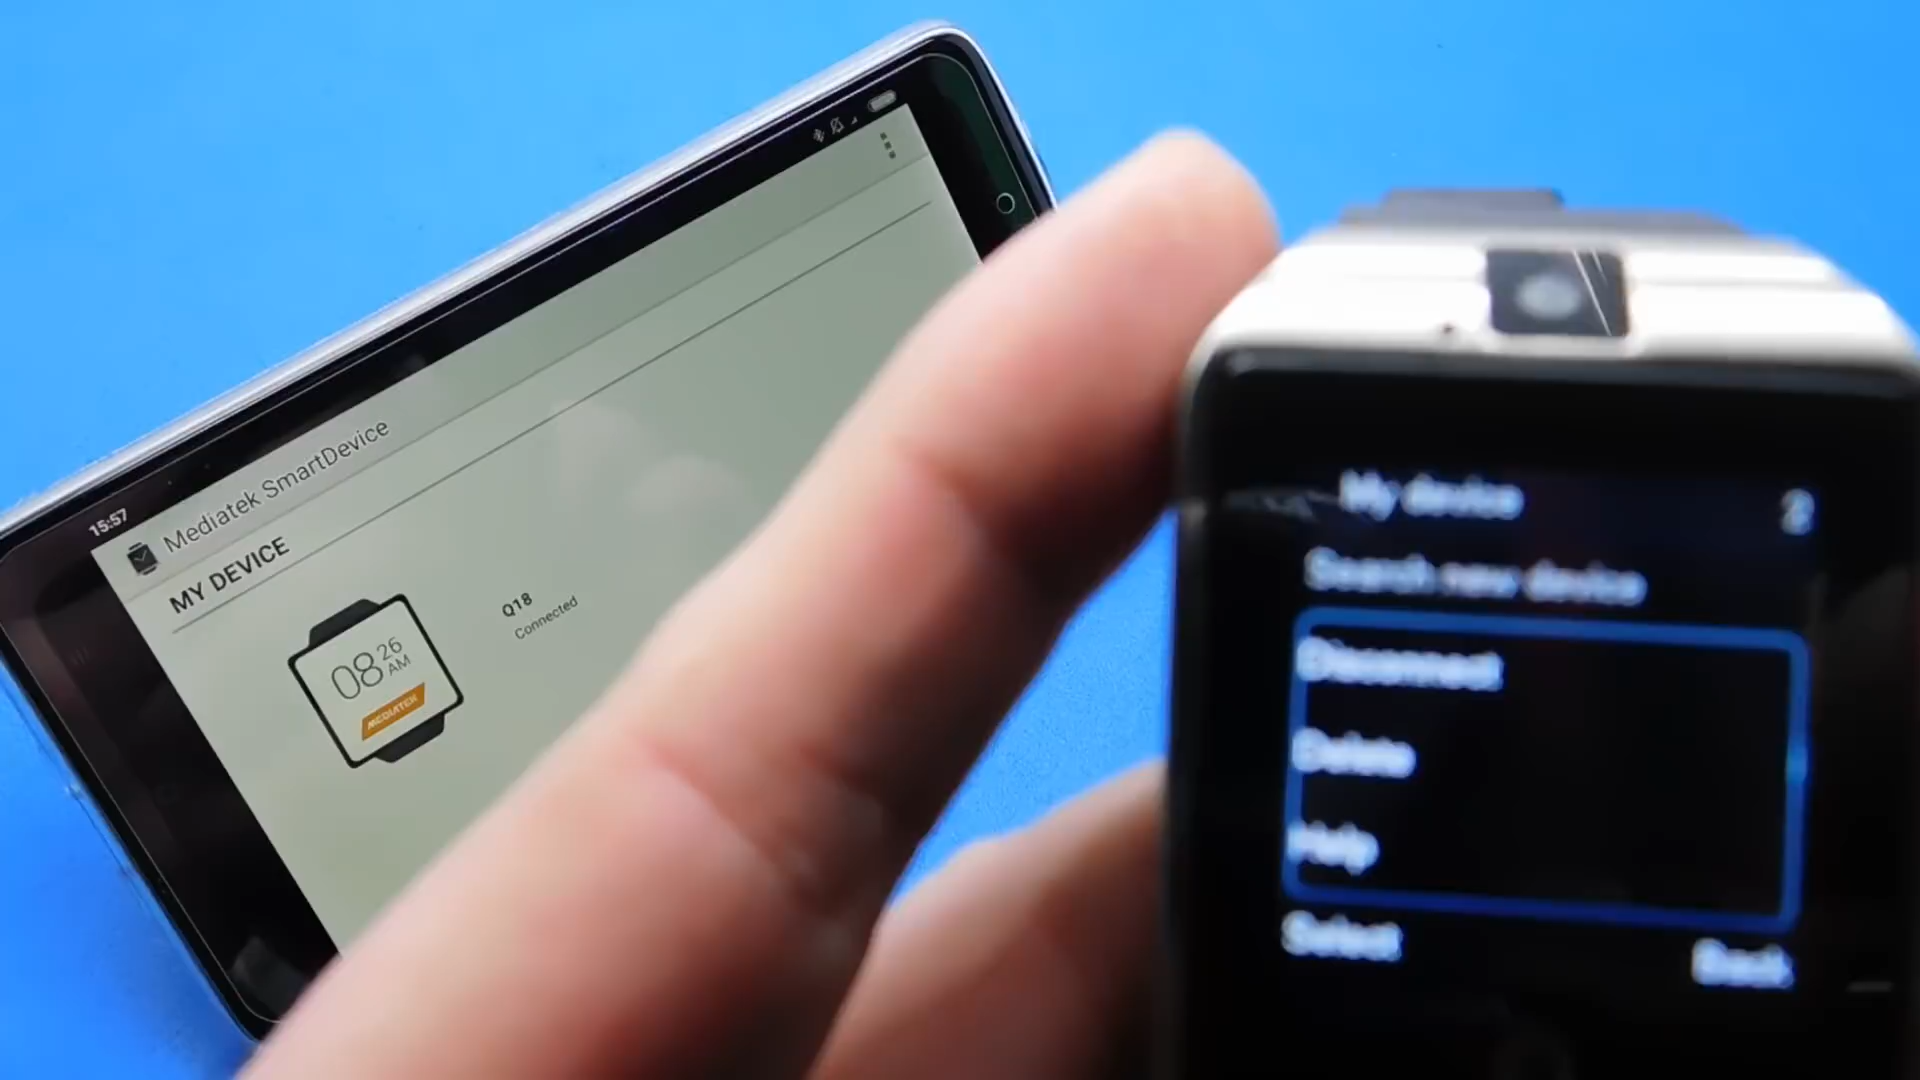 15:57
Mediatek SmartDevice
MY DEVICE
Q18
Connected
08 26
AM
MEDIATEK
My device 2
Search new device
Disconnect
Delete
Help
Select Back